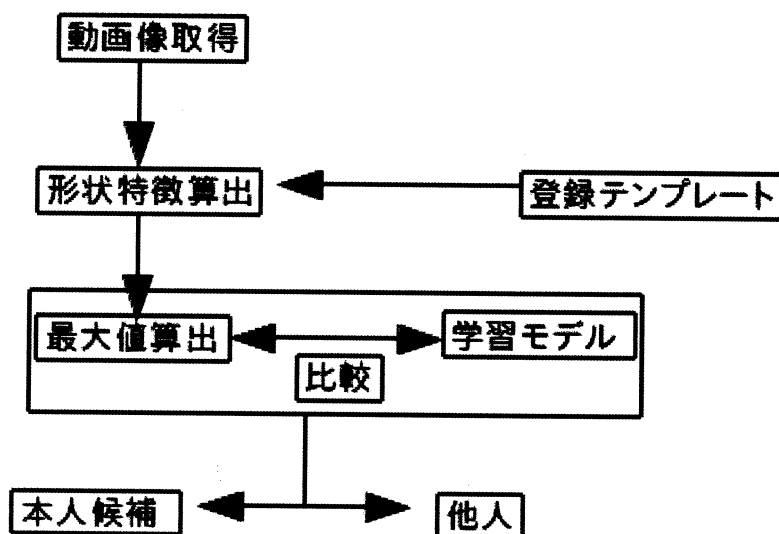 動画像取得
形状特徴算出
登録テンプレート
最大値算出
学習モデル
比較
本人候補
他人